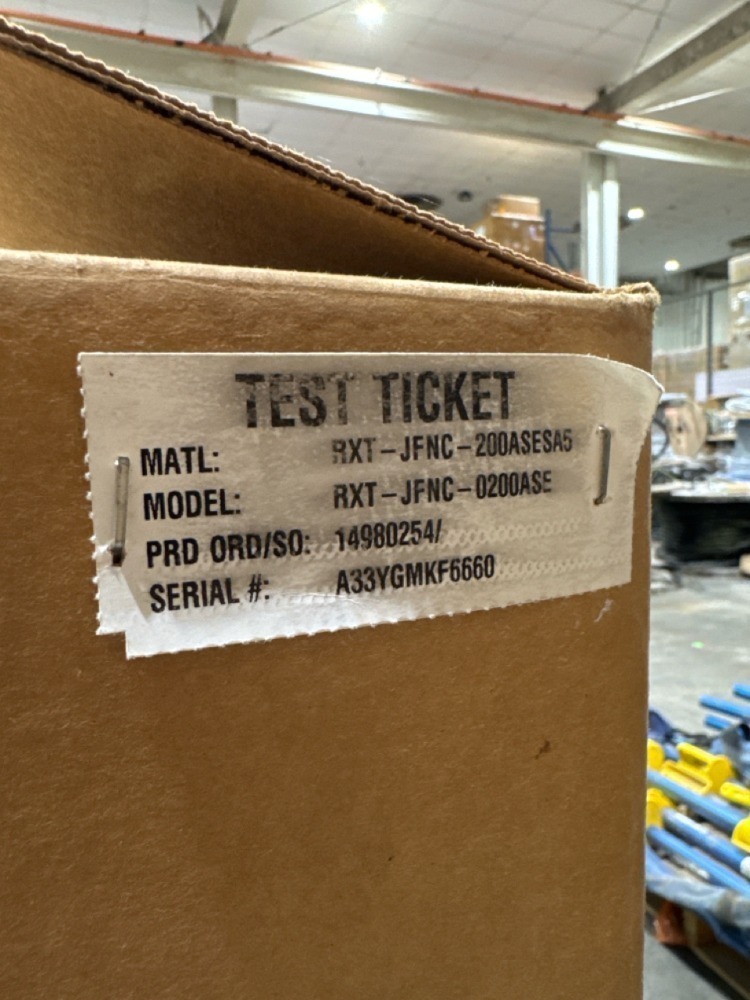 TEST TICKET
MATL: RXT-JFNC-200ASESA5
MODEL: RXT-JFNC-0200ASE
PRD ORD/SO: 14980254/
SERIAL #: A33YGMKF6660